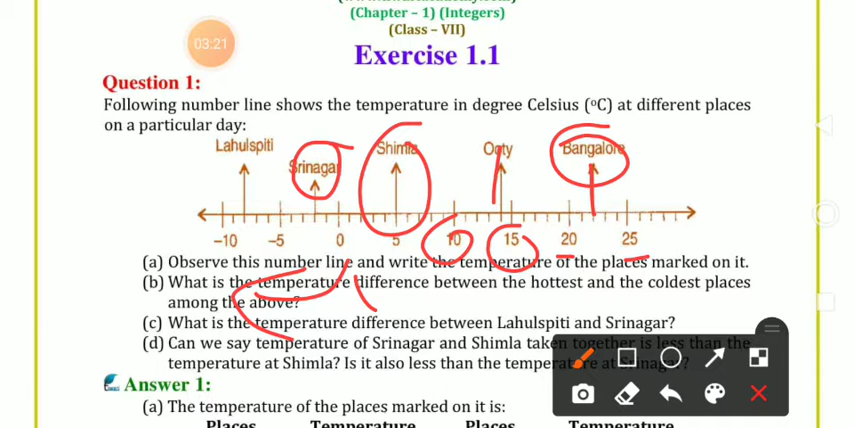 (Chapter – 1) (Integers)
(Class – VII)
03:21
Exercise 1.1
Question 1:
Following number line shows the temperature in degree Celsius (°C) at different places
on a particular day:
Lahulspiti Srinagar Shimla Ooty Bangalore
–10 –5 0 5 10 15 20 25
(a) Observe this number line and write the temperature of the places marked on it.
(b) What is the temperature difference between the hottest and the coldest places
among the above?
(c) What is the temperature difference between Lahulspiti and Srinagar?
(d) Can we say temperature of Srinagar and Shimla taken together is less than the
temperature at Shimla? Is it also less than the temperature at Srinagar?
Answer 1:
(a) The temperature of the places marked on it is:
Places Temperature Places Temperature